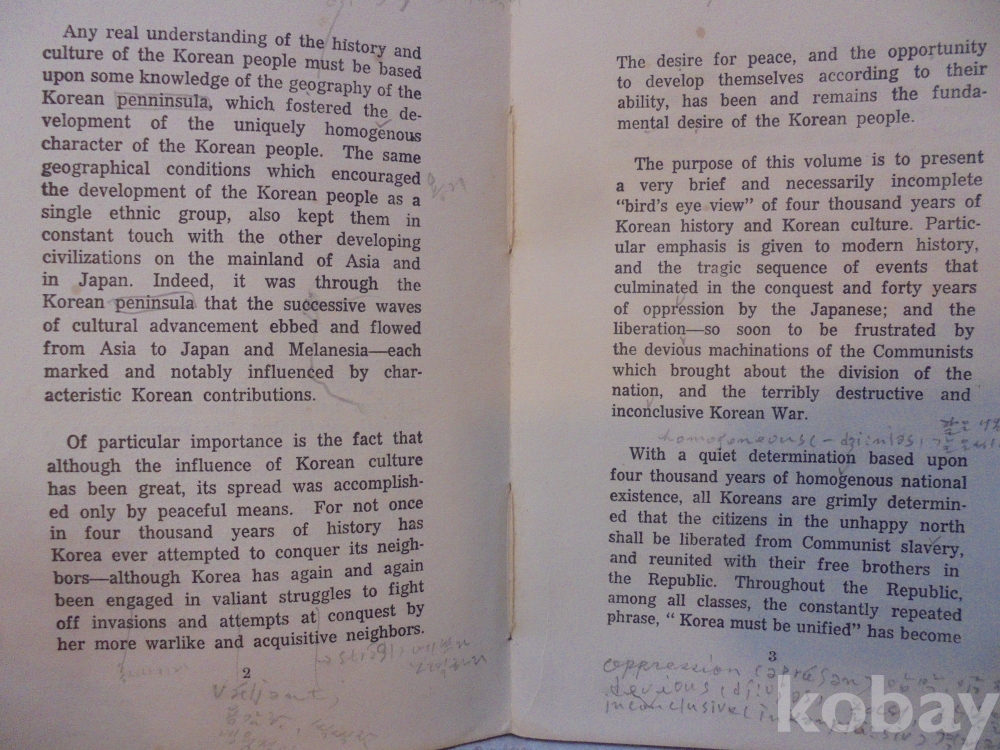 Any real understanding of the history and
culture of the Korean people must be based
upon some knowledge of the geography of the
Korean penninsula, which fostered the de-
velopment of the uniquely homogenous
character of the Korean people. The same
geographical conditions which encouraged
the development of the Korean people as a
single ethnic group, also kept them in
constant touch with the other developing
civilizations on the mainland of Asia and
in Japan. Indeed, it was through the
Korean peninsula that the successive waves
of cultural advancement ebbed and flowed
from Asia to Japan and Melanesia—each
marked and notably influenced by char-
acteristic Korean contributions.
Of particular importance is the fact that
although the influence of Korean culture
has been great, its spread was accomplish-
ed only by peaceful means. For not once
in four thousand years of history has
Korea ever attempted to conquer its neigh-
bors—although Korea has again and again
been engaged in valiant struggles to fight
off invasions and attempts at conquest by
her more warlike and acquisitive neighbors.
2
The desire for peace, and the opportunity
to develop themselves according to their
ability, has been and remains the funda-
mental desire of the Korean people.
The purpose of this volume is to present
a very brief and necessarily incomplete
"bird's eye view" of four thousand years of
Korean history and Korean culture. Partic-
ular emphasis is given to modern history,
and the tragic sequence of events that
culminated in the conquest and forty years
of oppression by the Japanese; and the
liberation—so soon to be frustrated by
the devious machinations of the Communists
which brought about the division of the
nation, and the terribly destructive and
inconclusive Korean War.
homogeneous
With a quiet determination based upon
four thousand years of homogenous national
existence, all Koreans are grimly determin-
ed that the citizens in the unhappy north
shall be liberated from Communist slavery,
and reunited with their free brothers in
the Republic. Throughout the Republic,
among all classes, the constantly repeated
phrase, " Korea must be unified" has become
3
oppression
devious
inconclusive
kobay